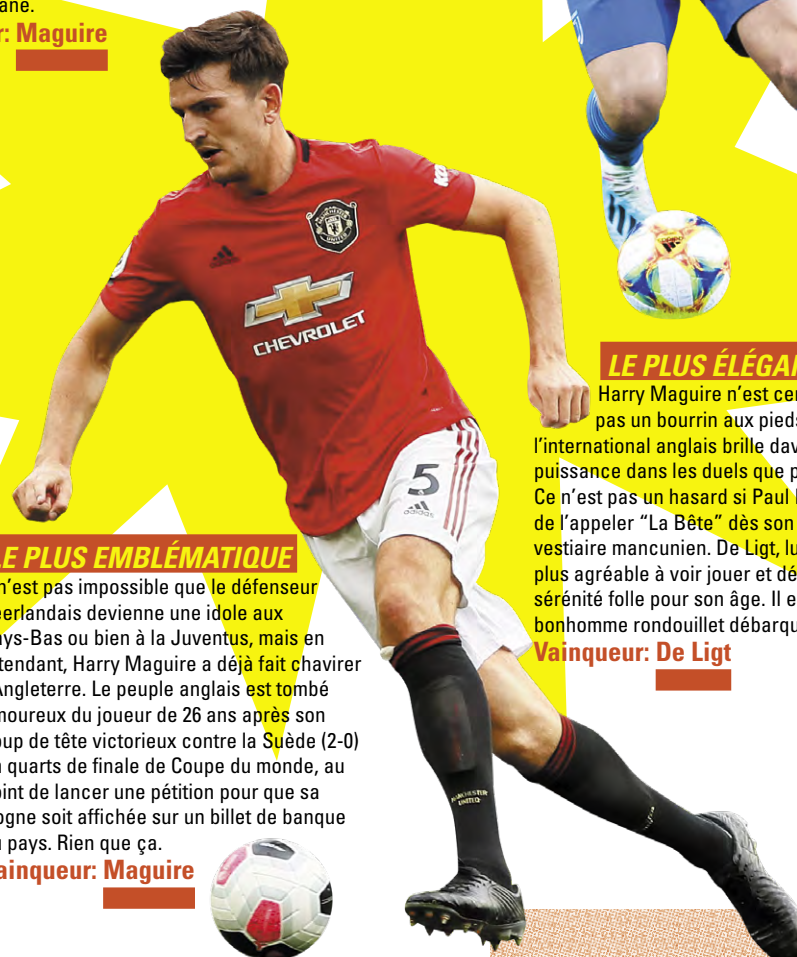 ane.
r: Maguire
CHEVROLET
5
adidas
MANCHESTER
UNITED
LE PLUS ÉLÉGAN
Harry Maguire n’est cer
pas un bourrin aux pieds
l’international anglais brille dav
puissance dans les duels que p
Ce n’est pas un hasard si Paul
de l’appeler “La Bête” dès son
vestiaire mancunien. De Ligt, lu
plus agréable à voir jouer et dé
sérénité folle pour son âge. Il e
bonhomme rondouillet débarqu
Vainqueur: De Ligt
LE PLUS EMBLÉMATIQUE
n’est pas impossible que le défenseur
eerlandais devienne une idole aux
ays-Bas ou bien à la Juventus, mais en
tendant, Harry Maguire a déjà fait chavirer
Angleterre. Le peuple anglais est tombé
moureux du joueur de 26 ans après son
oup de tête victorieux contre la Suède (2-0)
n quarts de finale de Coupe du monde, au
oint de lancer une pétition pour que sa
ogne soit affichée sur un billet de banque
u pays. Rien que ça.
ainqueur: Maguire